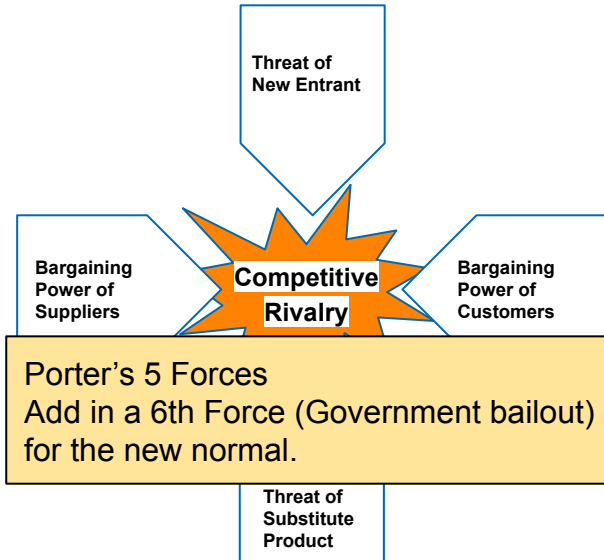 Threat of
New Entrant
Bargaining
Power of
Suppliers
Competitive
Rivalry
Bargaining
Power of
Customers
Porter's 5 Forces
Add in a 6th Force (Government bailout)
for the new normal.
Threat of
Substitute
Product